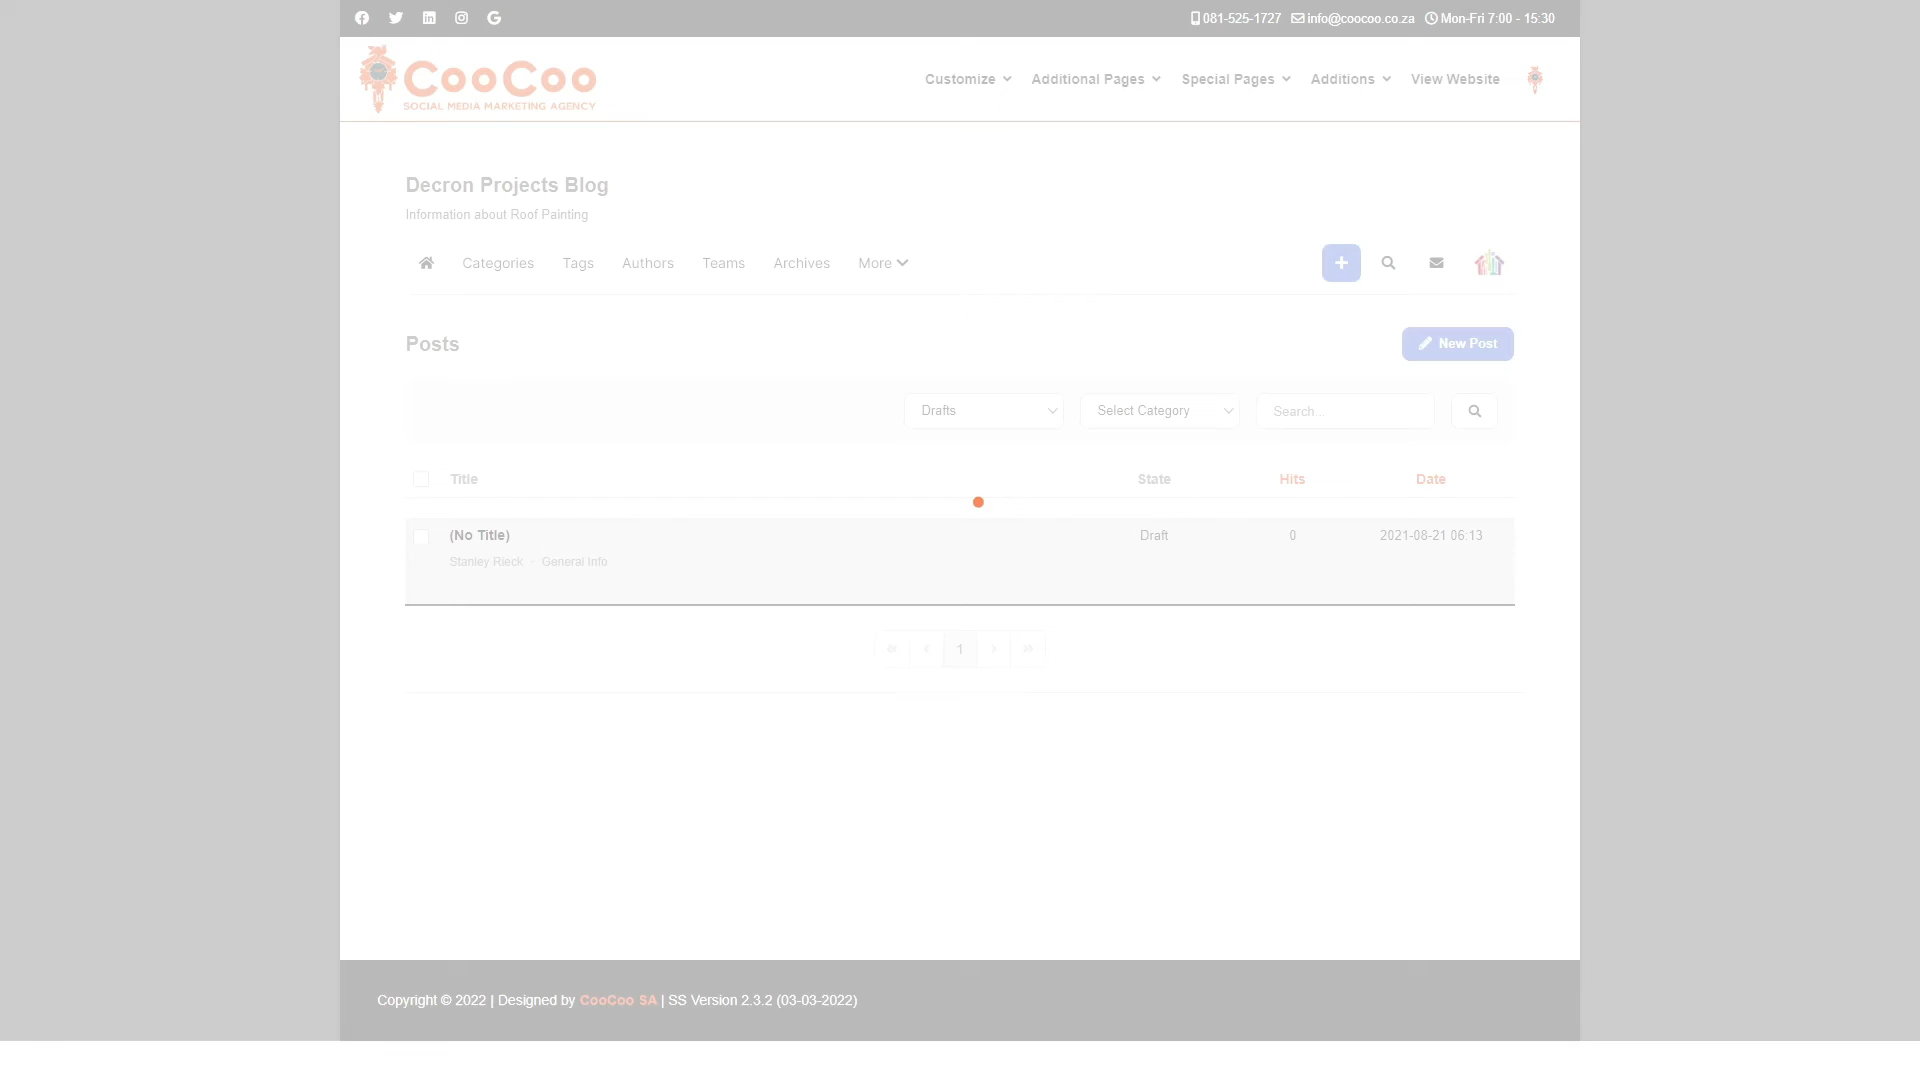 081-525-1727 info@coocoo.co.za Mon-Fri 7:00 - 15:30
CooCoo
SOCIAL MEDIA MARKETING AGENCY
Customize Additional Pages Special Pages Additions View Website
Decron Projects Blog
Information about Roof Painting
Categories Tags Authors Teams Archives More
Posts
New Post
Drafts Select Category Search...
Title State Hits Date
(No Title) Draft 0 2021-08-21 06:13
Stanley Rieck · General Info
« ‹ 1 › »
Copyright © 2022 | Designed by CooCoo SA | SS Version 2.3.2 (03-03-2022)